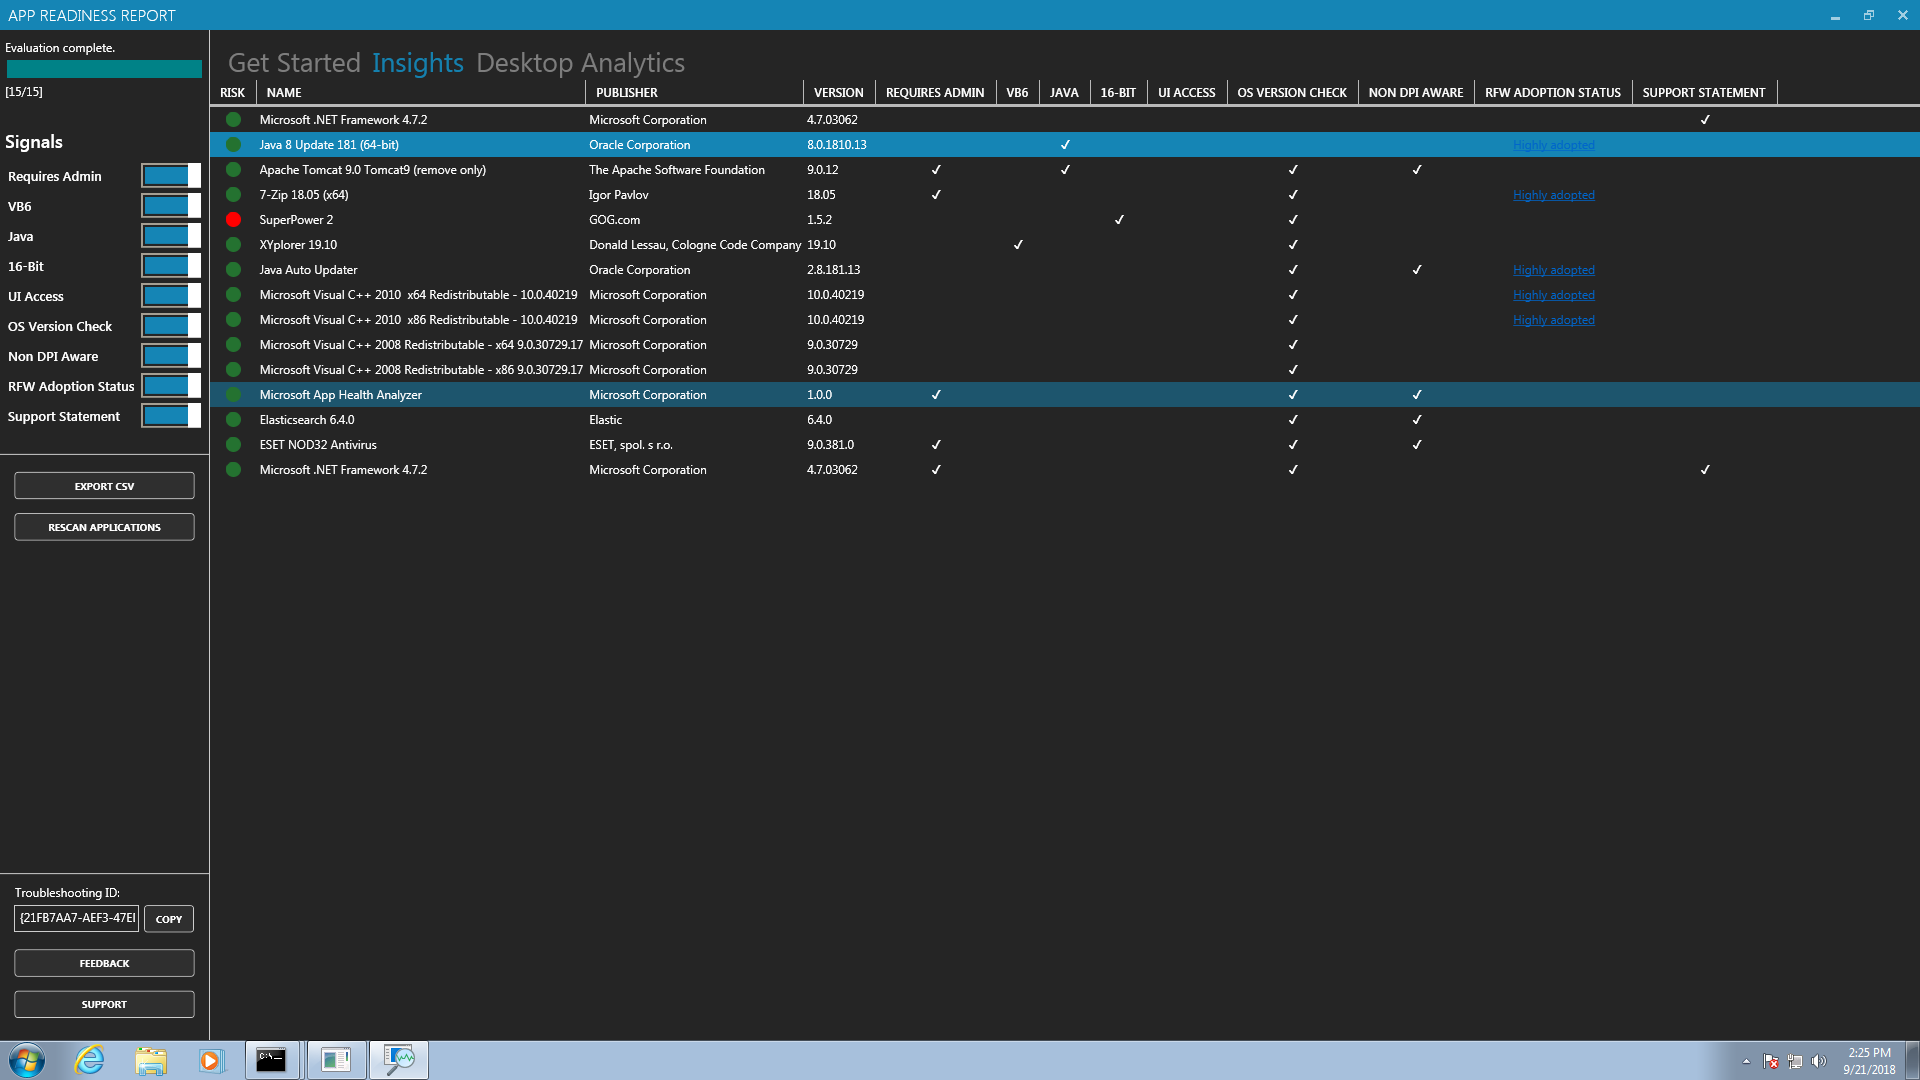 APP READINESS REPORT
Evaluation complete.
[15/15]
Signals
Requires Admin
VB6
Java
16-Bit
UI Access
OS Version Check
Non DPI Aware
RFW Adoption Status
Support Statement
EXPORT CSV
RESCAN APPLICATIONS
Troubleshooting ID:
{21FB7AA7-AEF3-47EI COPY
FEEDBACK
SUPPORT
Get Started Insights Desktop Analytics
RISK NAME PUBLISHER VERSION REQUIRES ADMIN VB6 JAVA 16-BIT UI ACCESS OS VERSION CHECK NON DPI AWARE RFW ADOPTION STATUS SUPPORT STATEMENT
Microsoft .NET Framework 4.7.2 Microsoft Corporation 4.7.03062 ✓
Java 8 Update 181 (64-bit) Oracle Corporation 8.0.1810.13 ✓ Highly adopted
Apache Tomcat 9.0 Tomcat9 (remove only) The Apache Software Foundation 9.0.12 ✓ ✓ ✓ ✓
7-Zip 18.05 (x64) Igor Pavlov 18.05 ✓ ✓ Highly adopted
SuperPower 2 GOG.com 1.5.2 ✓ ✓
XYplorer 19.10 Donald Lessau, Cologne Code Company 19.10 ✓ ✓
Java Auto Updater Oracle Corporation 2.8.181.13 ✓ ✓ Highly adopted
Microsoft Visual C++ 2010  x64 Redistributable - 10.0.40219 Microsoft Corporation 10.0.40219 ✓ Highly adopted
Microsoft Visual C++ 2010  x86 Redistributable - 10.0.40219 Microsoft Corporation 10.0.40219 ✓ Highly adopted
Microsoft Visual C++ 2008 Redistributable - x64 9.0.30729.17 Microsoft Corporation 9.0.30729 ✓
Microsoft Visual C++ 2008 Redistributable - x86 9.0.30729.17 Microsoft Corporation 9.0.30729 ✓
Microsoft App Health Analyzer Microsoft Corporation 1.0.0 ✓ ✓ ✓
Elasticsearch 6.4.0 Elastic 6.4.0 ✓ ✓
ESET NOD32 Antivirus ESET, spol. s r.o. 9.0.381.0 ✓ ✓ ✓
Microsoft .NET Framework 4.7.2 Microsoft Corporation 4.7.03062 ✓ ✓ ✓
2:25 PM
9/21/2018